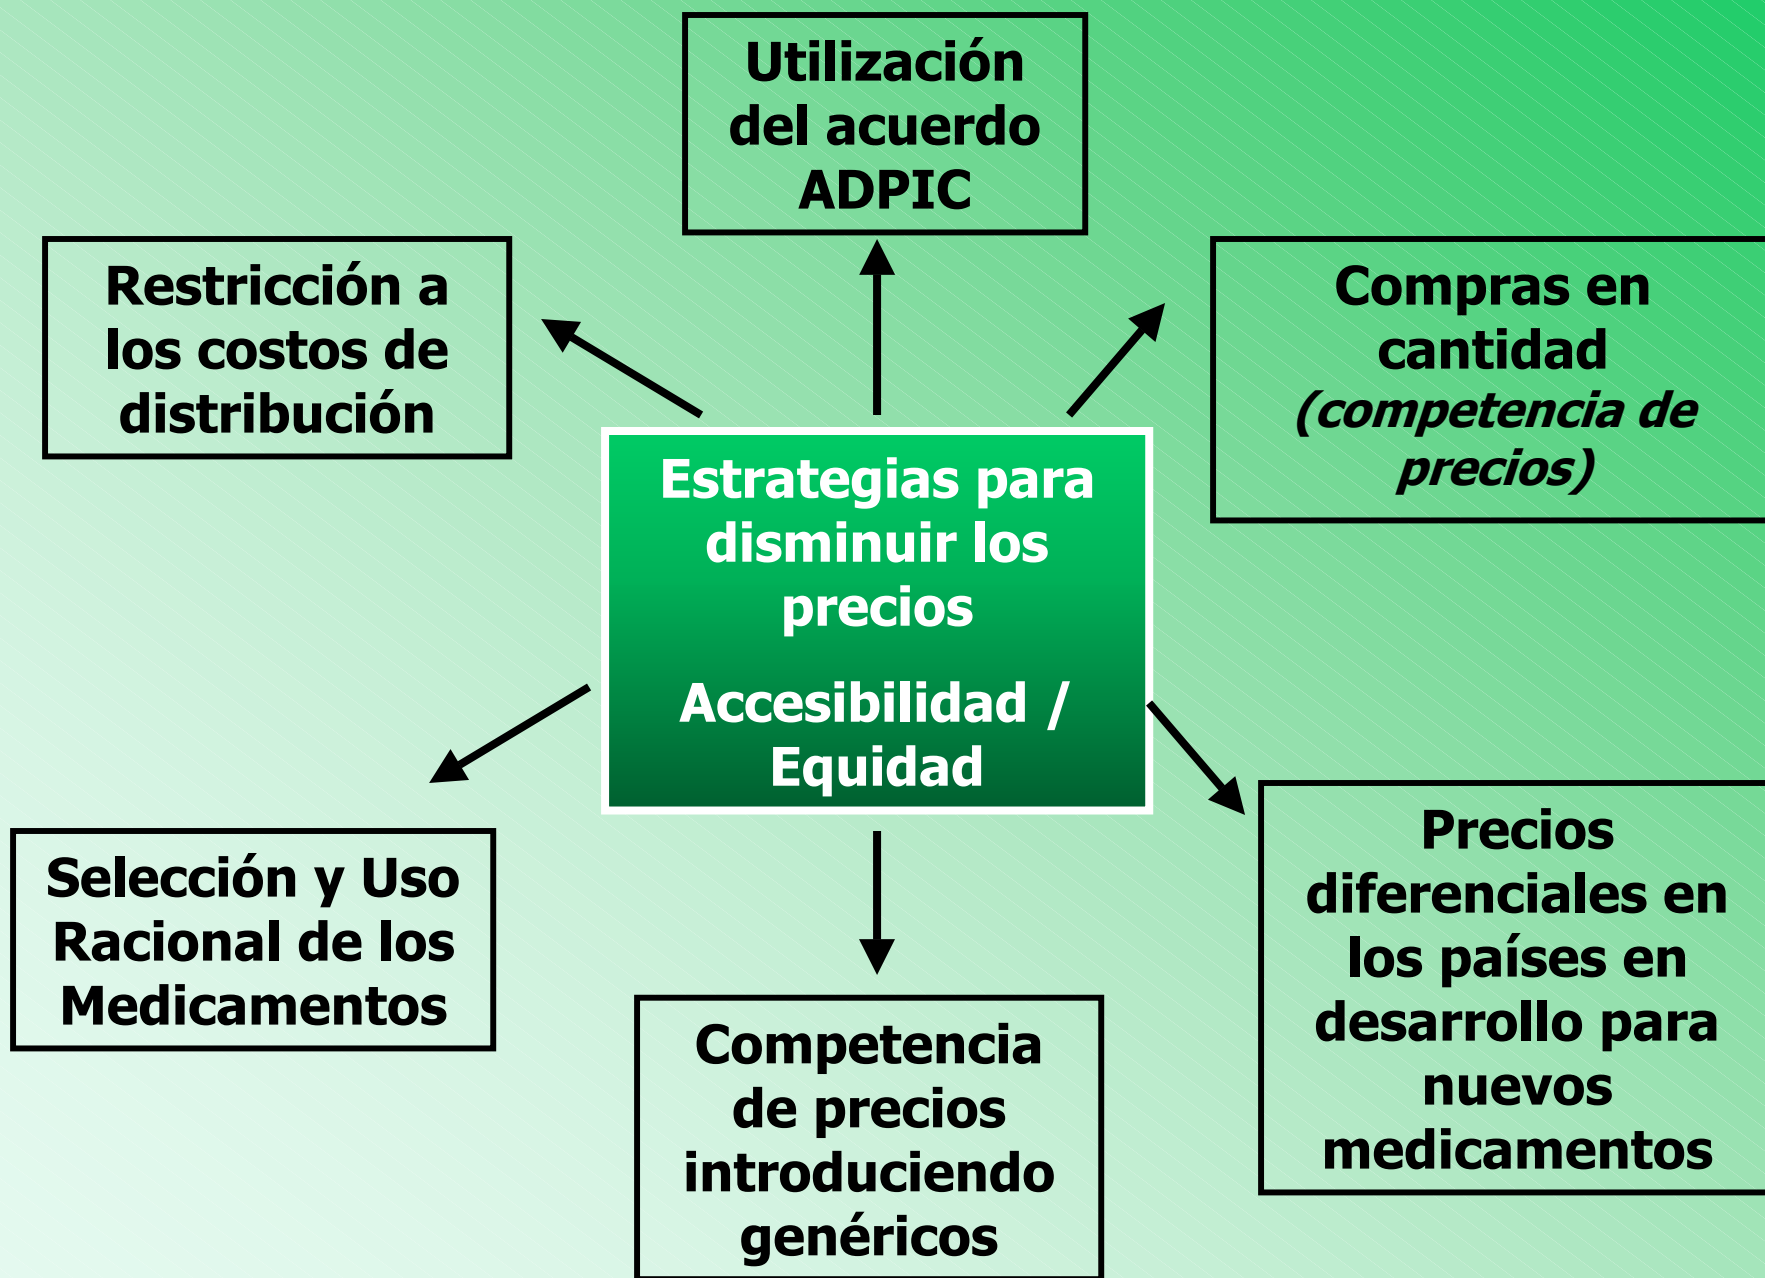 Utilización
del acuerdo
ADPIC
Restricción a
los costos de
distribución
Compras en
cantidad
(competencia de
precios)
Estrategias para
disminuir los
precios
Accesibilidad /
Equidad
Selección y Uso
Racional de los
Medicamentos
Competencia
de precios
introduciendo
genéricos
Precios
diferenciales en
los países en
desarrollo para
nuevos
medicamentos